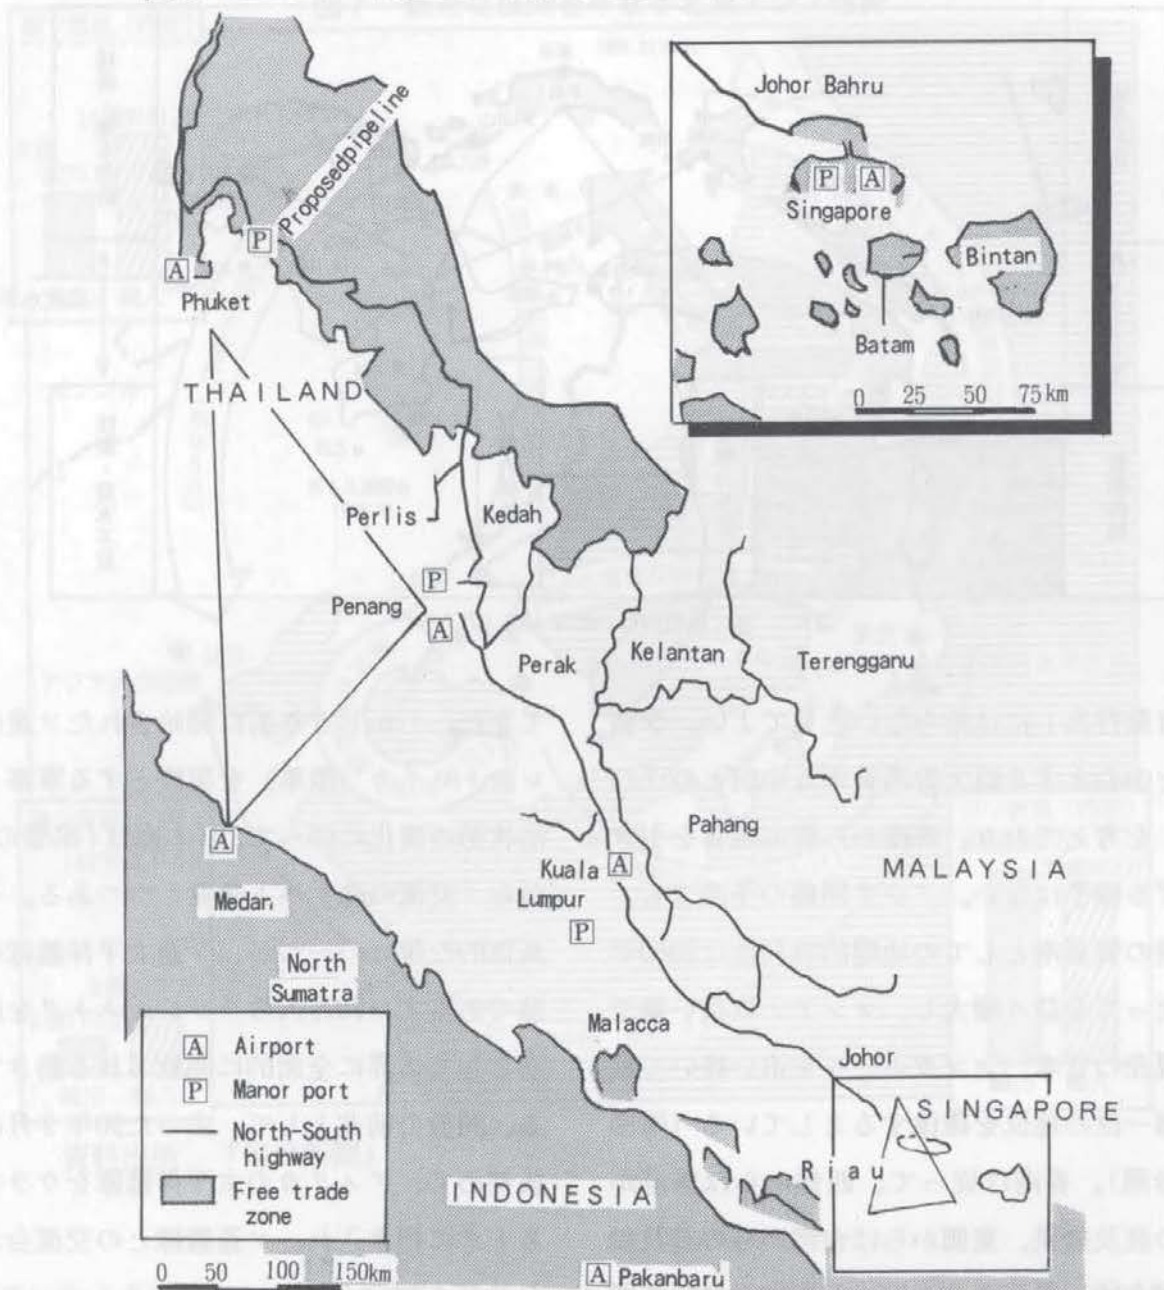 Johor Bahru
P A
Singapore
Bintan
Batam
0 25 50 75km
Proposedpipeline
P
A
Phuket
THAILAND
Perlis
Kedah
P
Penang
A
Perak
Kelantan
Terengganu
Pahang
MALAYSIA
A
Medan
Kuala A
Lumpur
P
North
Sumatra
Malacca
Johor
SINGAPORE
Riau
INDONESIA
A Pakanbaru
A Airport
P Manor port
North-South
highway
Free trade
zone
0 50 100 150km